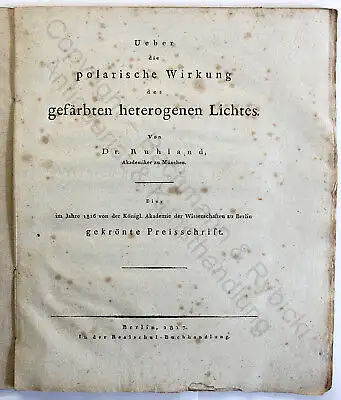 Ueber
die
polarische Wirkung
des
gefärbten heterogenen Lichtes.
Von
Dr. Ruhland,
Akademiker zu München.
Eine
im Jahre 1816 von der Königl. Akademie der Wissenschaften zu Berlin
gekrönte Preisschrift.
Berlin, 1817.
In der Realschul-Buchhandlung.